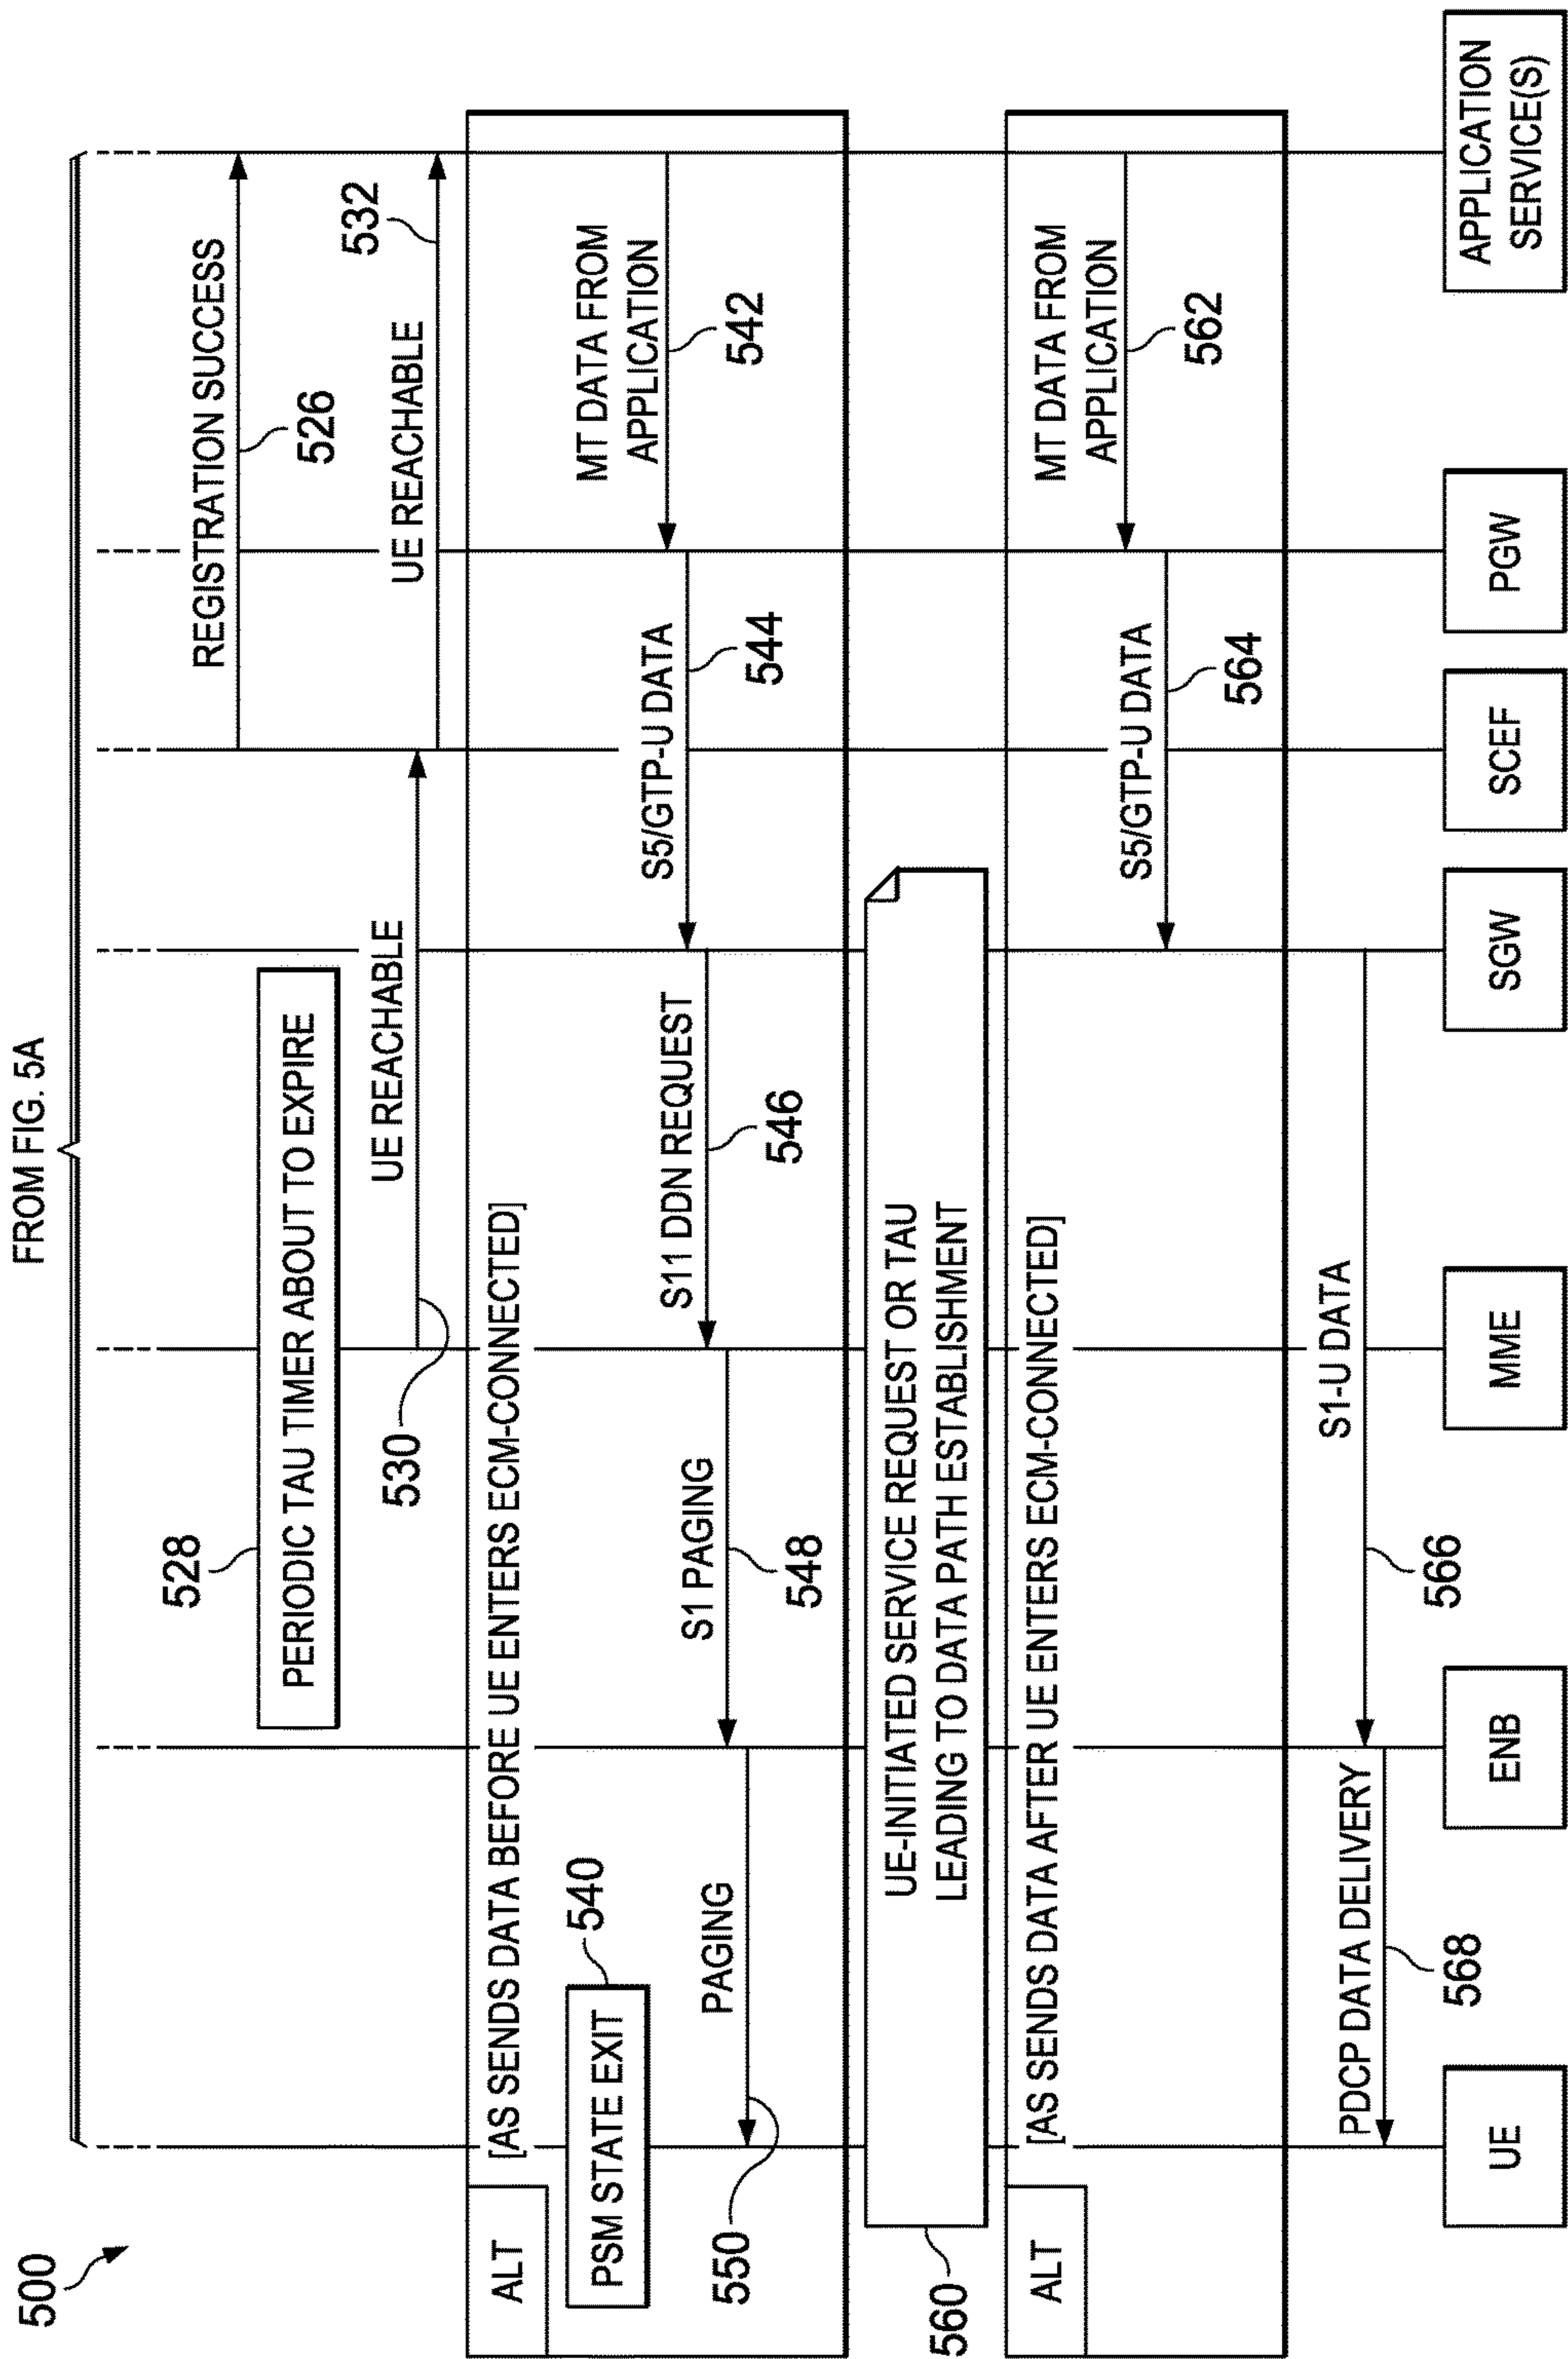 FROM FIG. 5A
500
REGISTRATION SUCCESS
526
528
PERIODIC TAU TIMER ABOUT TO EXPIRE
UE REACHABLE
530
UE REACHABLE
532
ALT
[AS SENDS DATA BEFORE UE ENTERS ECM-CONNECTED]
PSM STATE EXIT
540
MT DATA FROM
APPLICATION
542
S5/GTP-U DATA
544
S11 DDN REQUEST
546
S1 PAGING
548
PAGING
550
UE-INITIATED SERVICE REQUEST OR TAU
LEADING TO DATA PATH ESTABLISHMENT
560
ALT
[AS SENDS DATA AFTER UE ENTERS ECM-CONNECTED]
MT DATA FROM
APPLICATION
562
S5/GTP-U DATA
564
S1-U DATA
566
PDCP DATA DELIVERY
568
UE
ENB
MME
SGW
SCEF
PGW
APPLICATION
SERVICE(S)